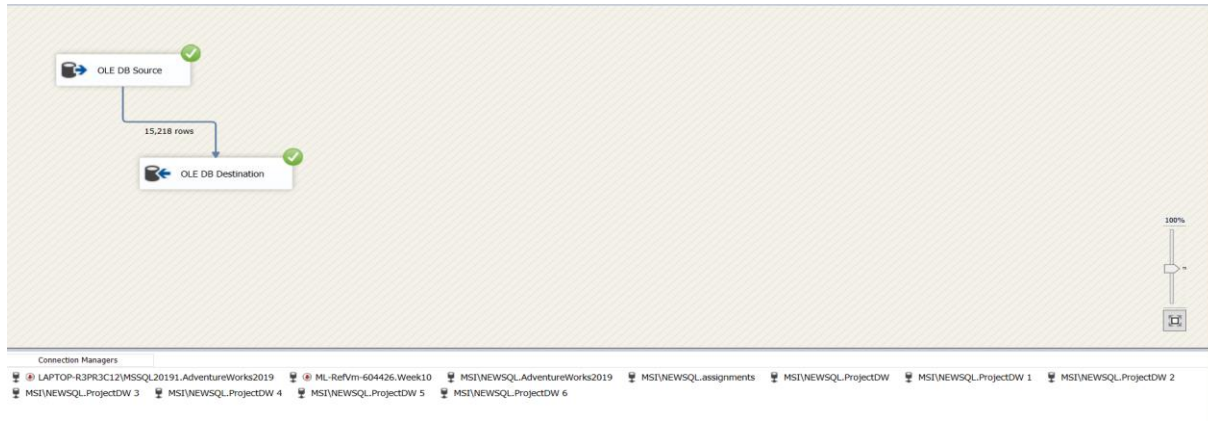 OLE DB Source
15,218 rows
OLE DB Destination
100%
Connection Managers
LAPTOP-R3PR3C12\MSSQL20191.AdventureWorks2019 ML-RefVm-604426.Week10 MSI\NEWSQL.AdventureWorks2019 MSI\NEWSQL.assignments MSI\NEWSQL.ProjectDW MSI\NEWSQL.ProjectDW 1 MSI\NEWSQL.ProjectDW 2
MSI\NEWSQL.ProjectDW 3 MSI\NEWSQL.ProjectDW 4 MSI\NEWSQL.ProjectDW 5 MSI\NEWSQL.ProjectDW 6